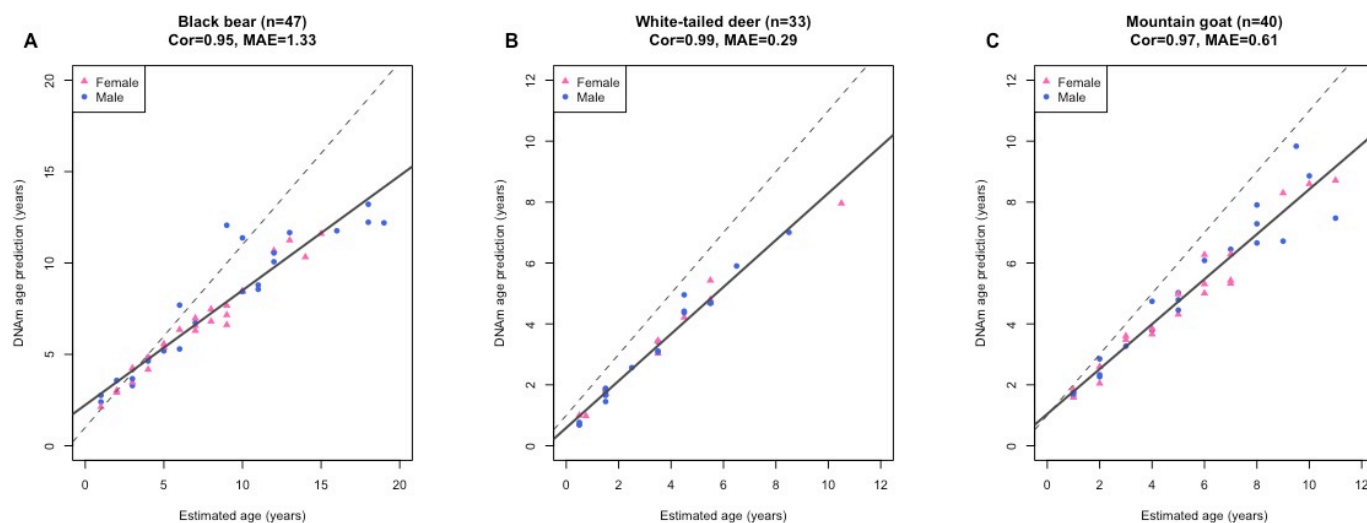 A
Black bear (n=47)
Cor=0.95, MAE=1.33
Female
Male
20
15
10
5
0
DNAm age prediction (years)
0 5 10 15 20
Estimated age (years)
B
White-tailed deer (n=33)
Cor=0.99, MAE=0.29
Female
Male
12
10
8
6
4
2
0
DNAm age prediction (years)
0 2 4 6 8 10 12
Estimated age (years)
C
Mountain goat (n=40)
Cor=0.97, MAE=0.61
Female
Male
12
10
8
6
4
2
0
DNAm age prediction (years)
0 2 4 6 8 10 12
Estimated age (years)